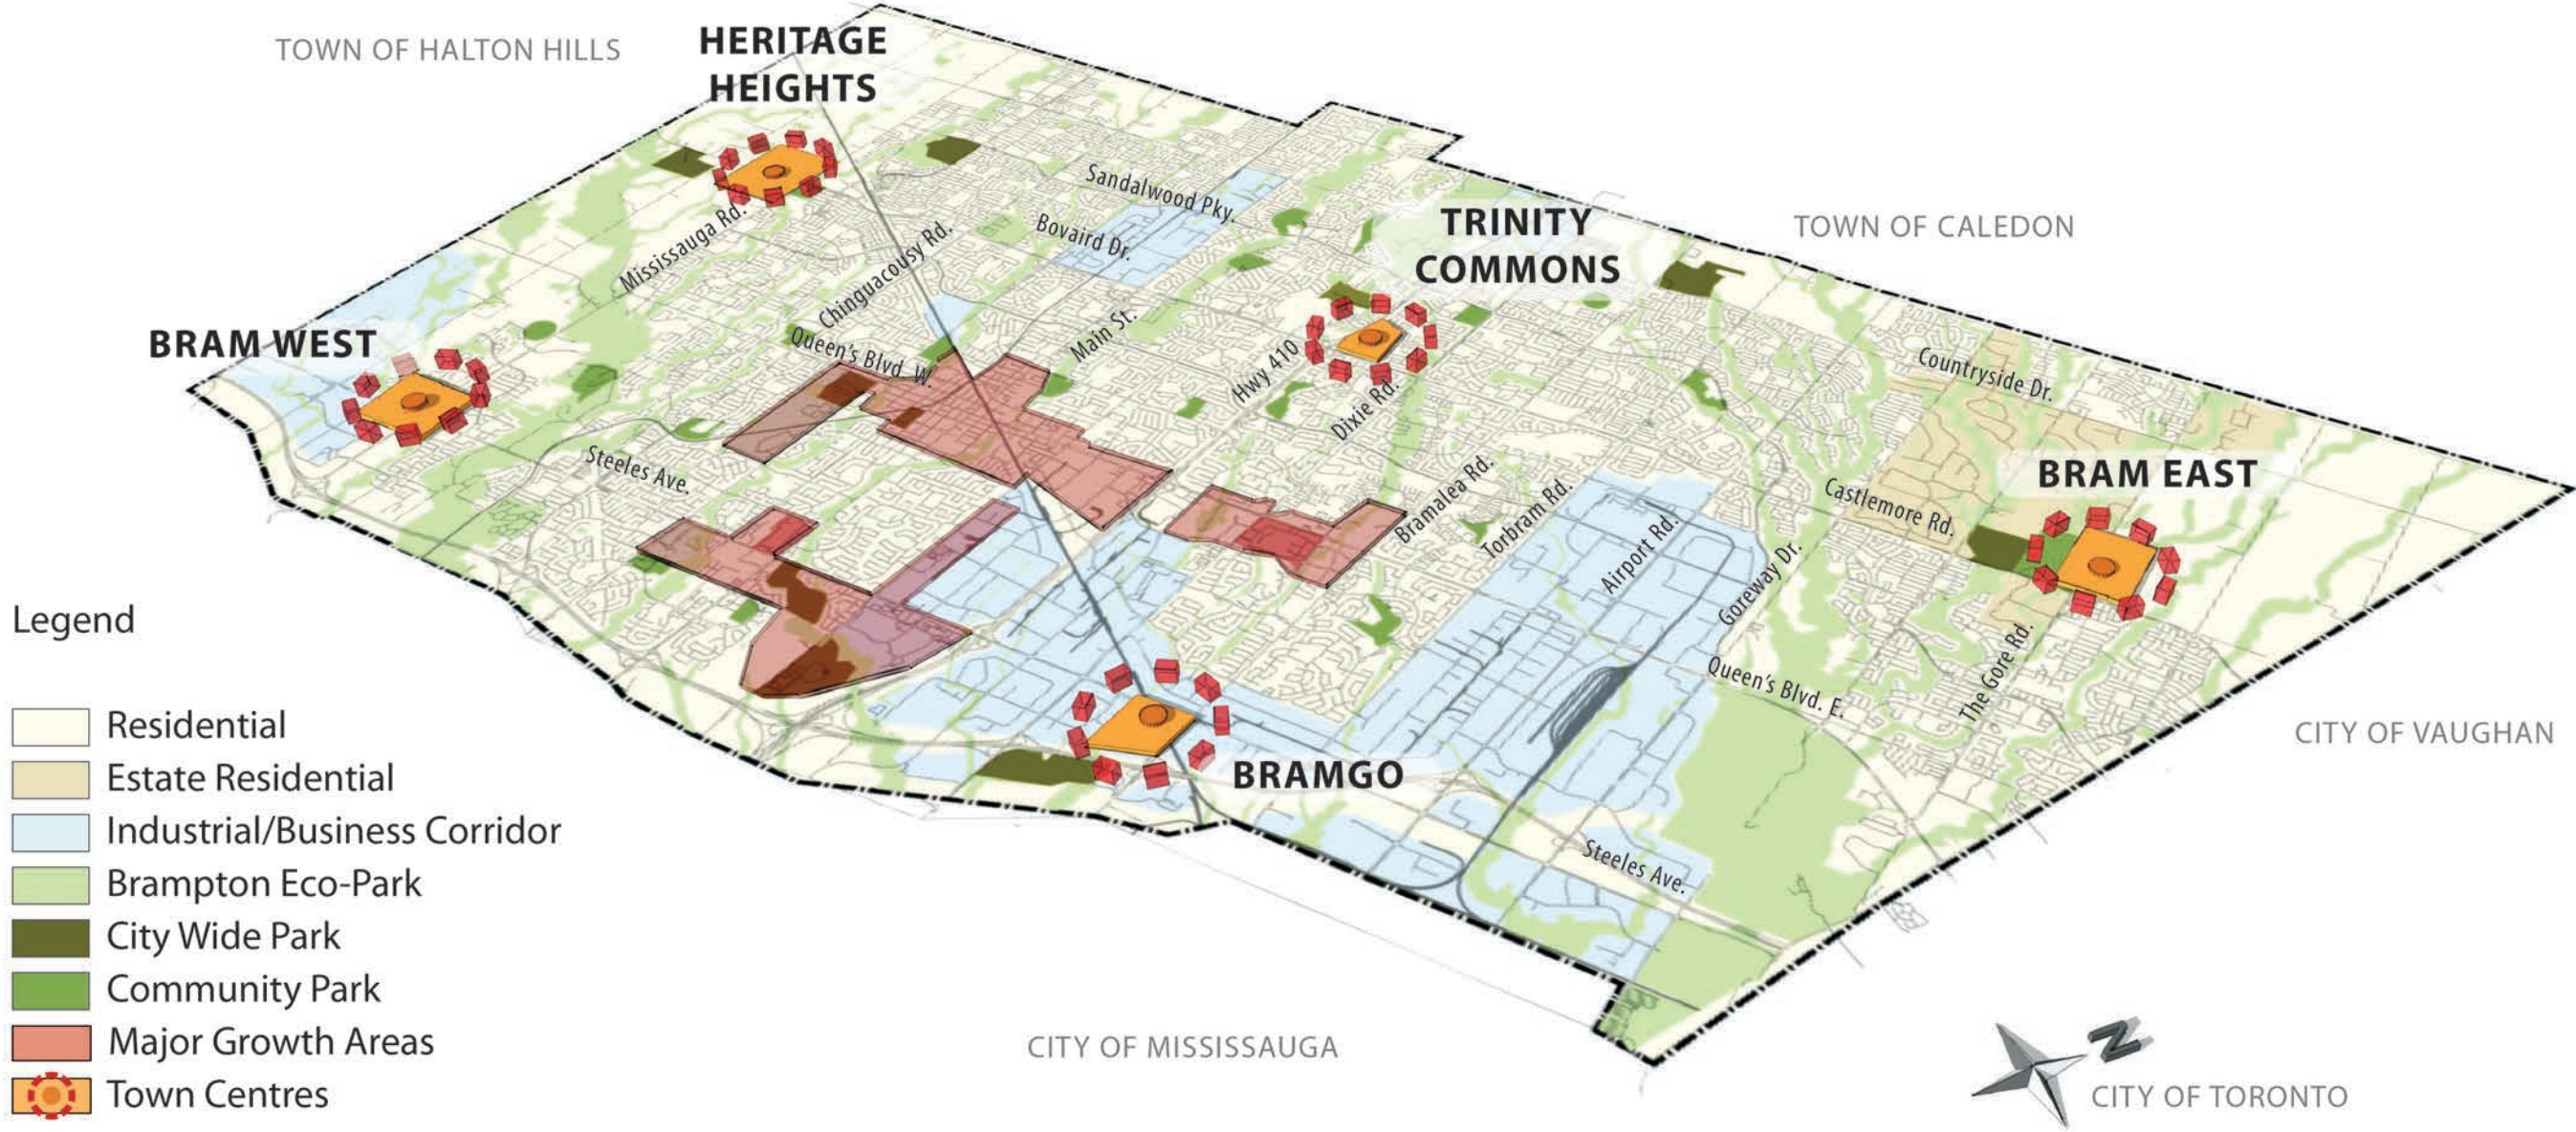 TOWN OF HALTON HILLS
HERITAGE
HEIGHTS
Sandalwood Pky.
TRINITY
COMMONS
TOWN OF CALEDON
Bovaird Dr.
Mississauga Rd.
Chinguacousy Rd.
Main St.
BRAM WEST
Queen's Blvd. W.
Hwy 410
Dixie Rd.
Countryside Dr.
Steeles Ave.
Bramalea Rd.
Torbram Rd.
BRAM EAST
Castlemore Rd.
Airport Rd.
Goreway Dr.
The Gore Rd.
Queen's Blvd. E.
CITY OF VAUGHAN
BRAMGO
Steeles Ave.
CITY OF MISSISSAUGA
N
CITY OF TORONTO
Legend
Residential
Estate Residential
Industrial/Business Corridor
Brampton Eco-Park
City Wide Park
Community Park
Major Growth Areas
Town Centres